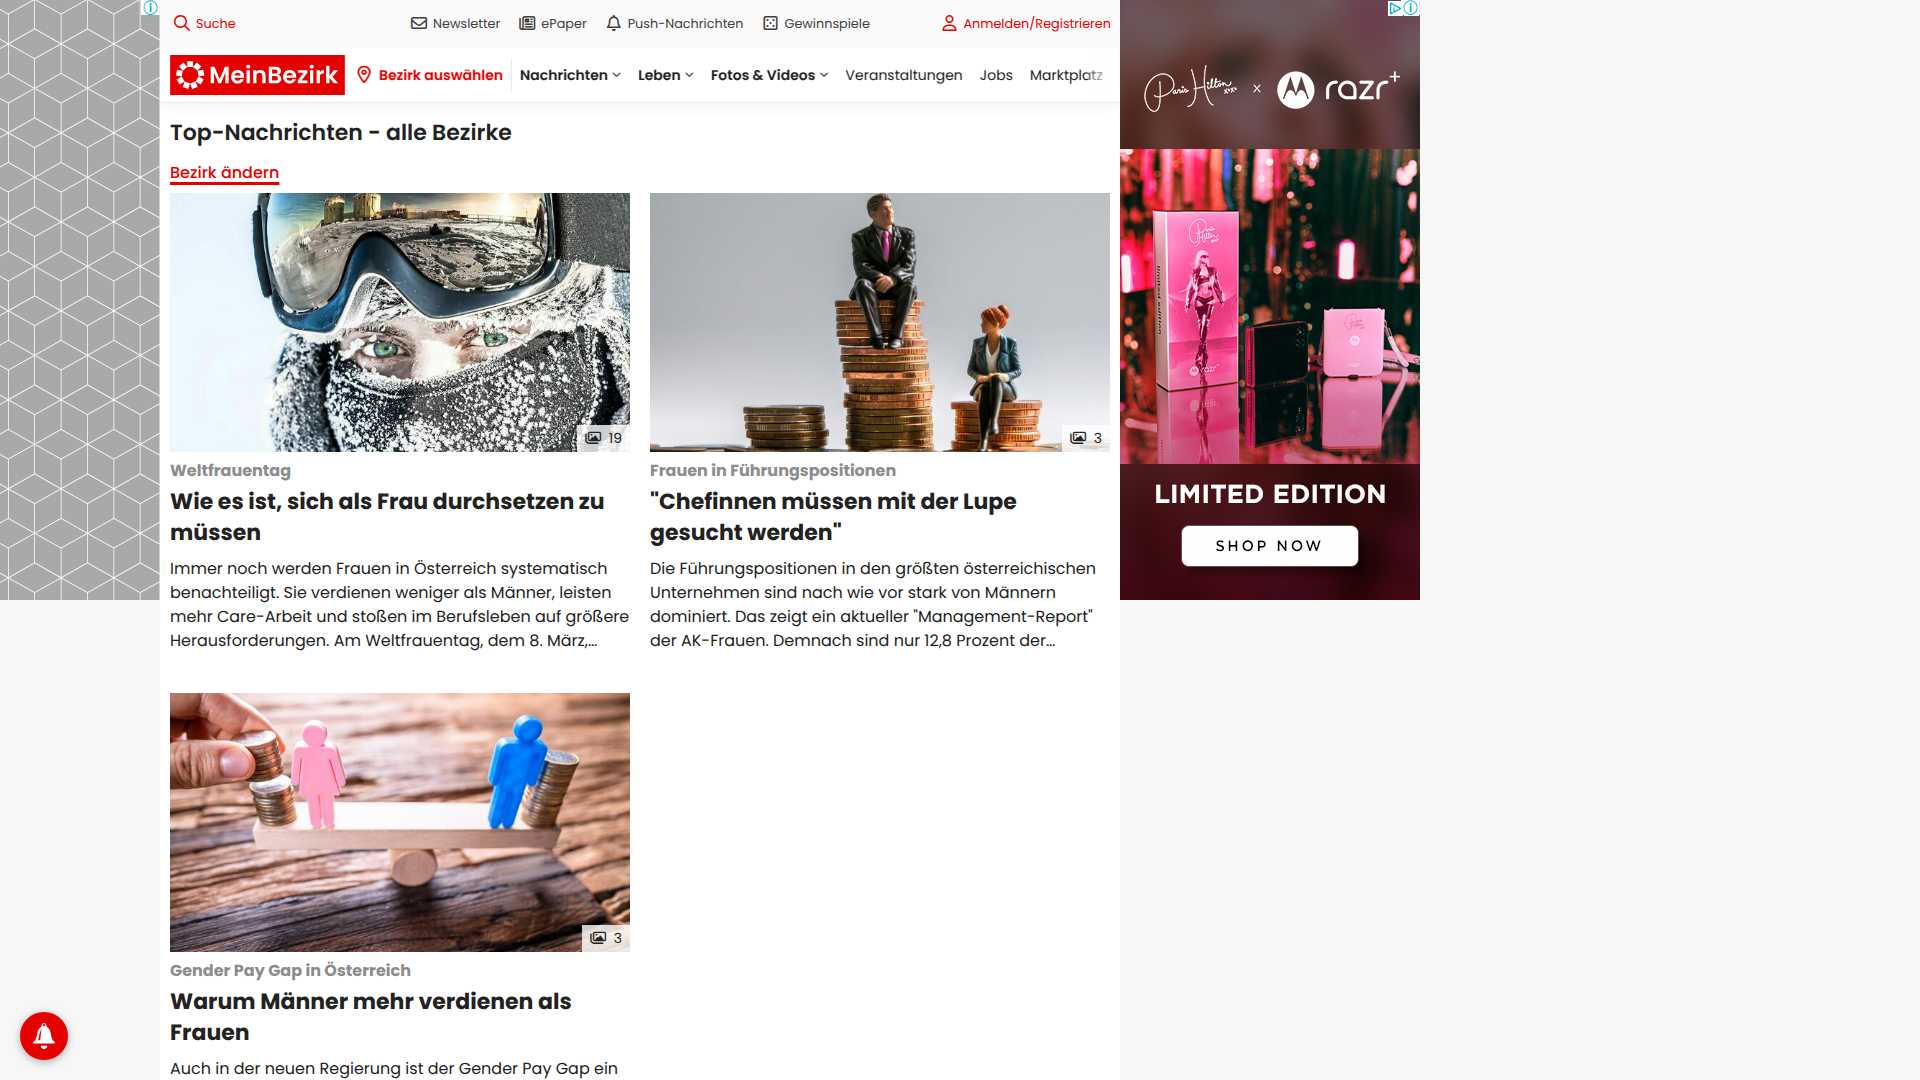 Suche
Newsletter
ePaper
Push-Nachrichten
Gewinnspiele
Anmelden/Registrieren
MeinBezirk
Bezirk auswählen
Nachrichten
Leben
Fotos & Videos
Veranstaltungen
Jobs
Marktplatz
Top-Nachrichten - alle Bezirke
Bezirk ändern
19
Weltfrauentag
Wie es ist, sich als Frau durchsetzen zu
müssen
Immer noch werden Frauen in Österreich systematisch
benachteiligt. Sie verdienen weniger als Männer, leisten
mehr Care-Arbeit und stoßen im Berufsleben auf größere
Herausforderungen. Am Weltfrauentag, dem 8. März,...
3
Frauen in Führungspositionen
"Chefinnen müssen mit der Lupe
gesucht werden"
Die Führungspositionen in den größten österreichischen
Unternehmen sind nach wie vor stark von Männern
dominiert. Das zeigt ein aktueller "Management-Report"
der AK-Frauen. Demnach sind nur 12,8 Prozent der...
3
Gender Pay Gap in Österreich
Warum Männer mehr verdienen als
Frauen
Auch in der neuen Regierung ist der Gender Pay Gap ein
Paris Hilton x razr+
Paris Hilton
razr+
LIMITED EDITION
SHOP NOW